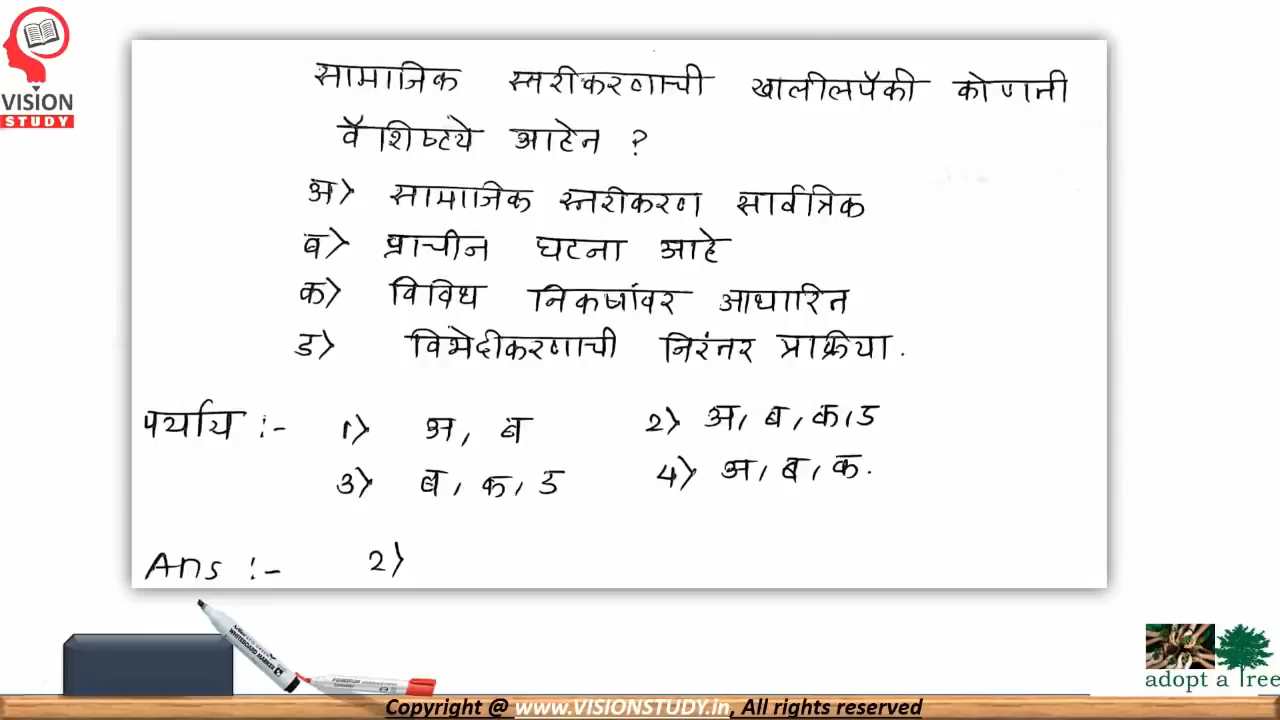 VISION
STUDY
सामाजिक स्तरीकरणाची खालीलपैकी कोणती
वैशिष्ट्ये आहेत ?
अ) सामाजिक स्तरीकरण सार्वत्रिक
ब) प्राचीन घटना आहे
क) विविध निकषांवर आधारित
ड) विभेदीकरणाची निरंतर प्रक्रिया.
पर्याय :- 1) अ, ब 2) अ, ब, क, ड
3) ब, क, ड 4) अ, ब, क.
Ans :- 2)
adopt a Tree
Copyright @ www.VISIONSTUDY.in, All rights reserved